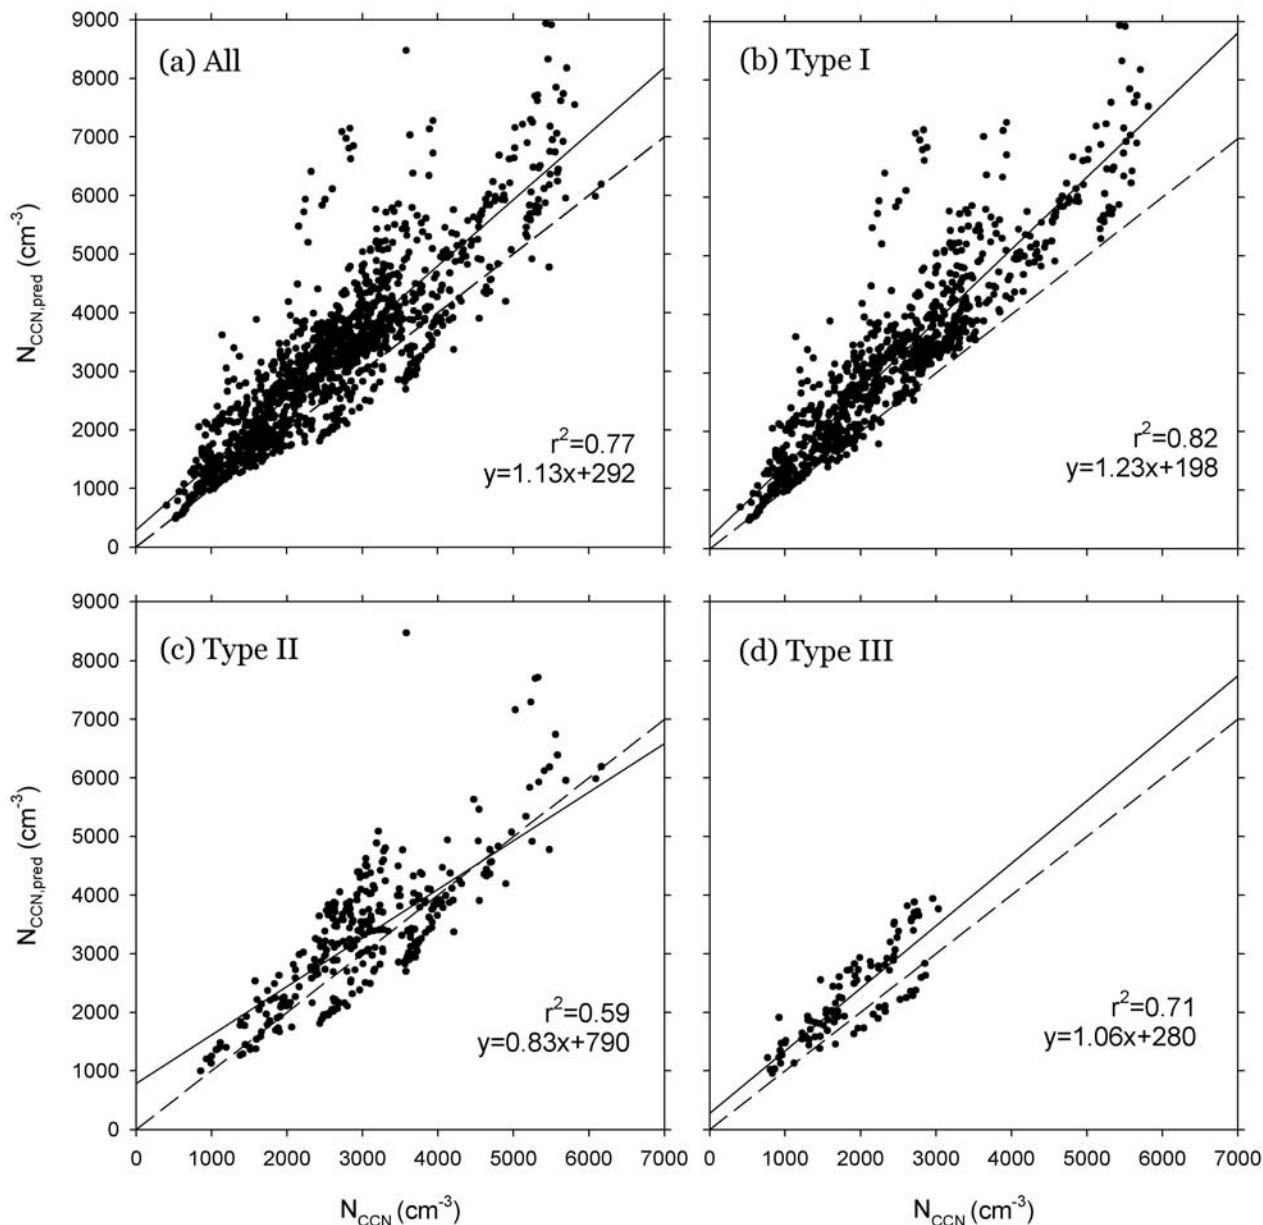 9000
8000
7000
6000
5000
4000
3000
2000
1000
0
N_CCN,pred (cm⁻³)
(a) All
r²=0.77
y=1.13x+292
(b) Type I
r²=0.82
y=1.23x+198
9000
8000
7000
6000
5000
4000
3000
2000
1000
0
N_CCN,pred (cm⁻³)
(c) Type II
r²=0.59
y=0.83x+790
(d) Type III
r²=0.71
y=1.06x+280
0 1000 2000 3000 4000 5000 6000 7000
0 1000 2000 3000 4000 5000 6000 7000
N_CCN (cm⁻³)
N_CCN (cm⁻³)